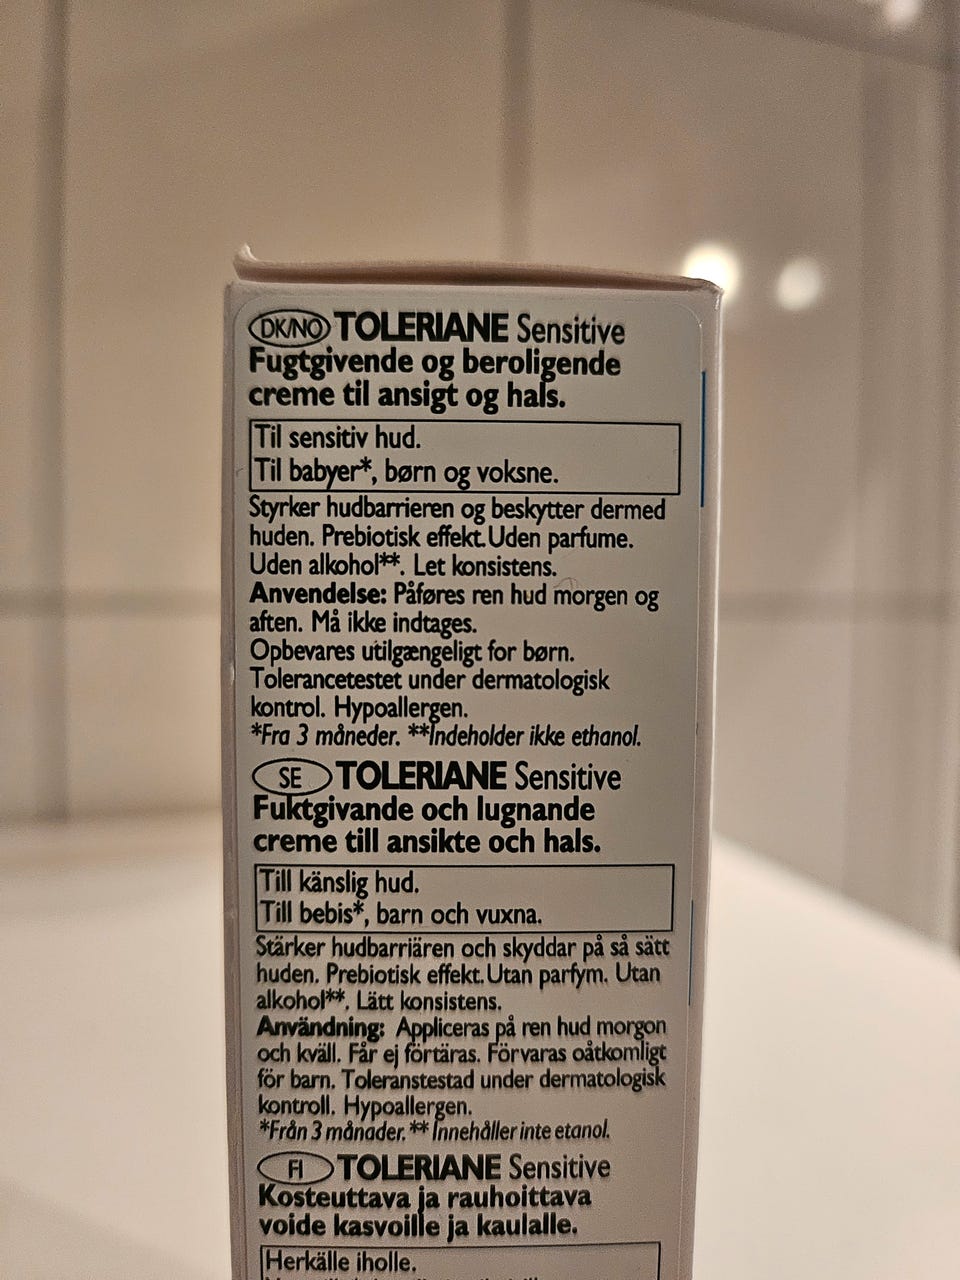 DK/NO TOLERIANE Sensitive
Fugtgivende og beroligende
creme til ansigt og hals.
Til sensitiv hud.
Til babyer*, børn og voksne.
Styrker hudbarrieren og beskytter dermed
huden. Prebiotisk effekt. Uden parfume.
Uden alkohol**. Let konsistens.
Anvendelse: Påføres ren hud morgen og
aften. Må ikke indtages.
Opbevares utilgængeligt for børn.
Tolerancetestet under dermatologisk
kontrol. Hypoallergen.
*Fra 3 måneder. **Indeholder ikke ethanol.
SE TOLERIANE Sensitive
Fuktgivande och lugnande
creme till ansikte och hals.
Till känslig hud.
Till bebis*, barn och vuxna.
Stärker hudbarriären och skyddar på så sätt
huden. Prebiotisk effekt. Utan parfym. Utan
alkohol**. Lätt konsistens.
Användning: Appliceras på ren hud morgon
och kväll. Får ej förtäras. Förvaras oåtkomligt
för barn. Toleranstestad under dermatologisk
kontroll. Hypoallergen.
*Från 3 månader. ** Innehåller inte etanol.
FI TOLERIANE Sensitive
Kosteuttava ja rauhoittava
voide kasvoille ja kaulalle.
Herkälle iholle.